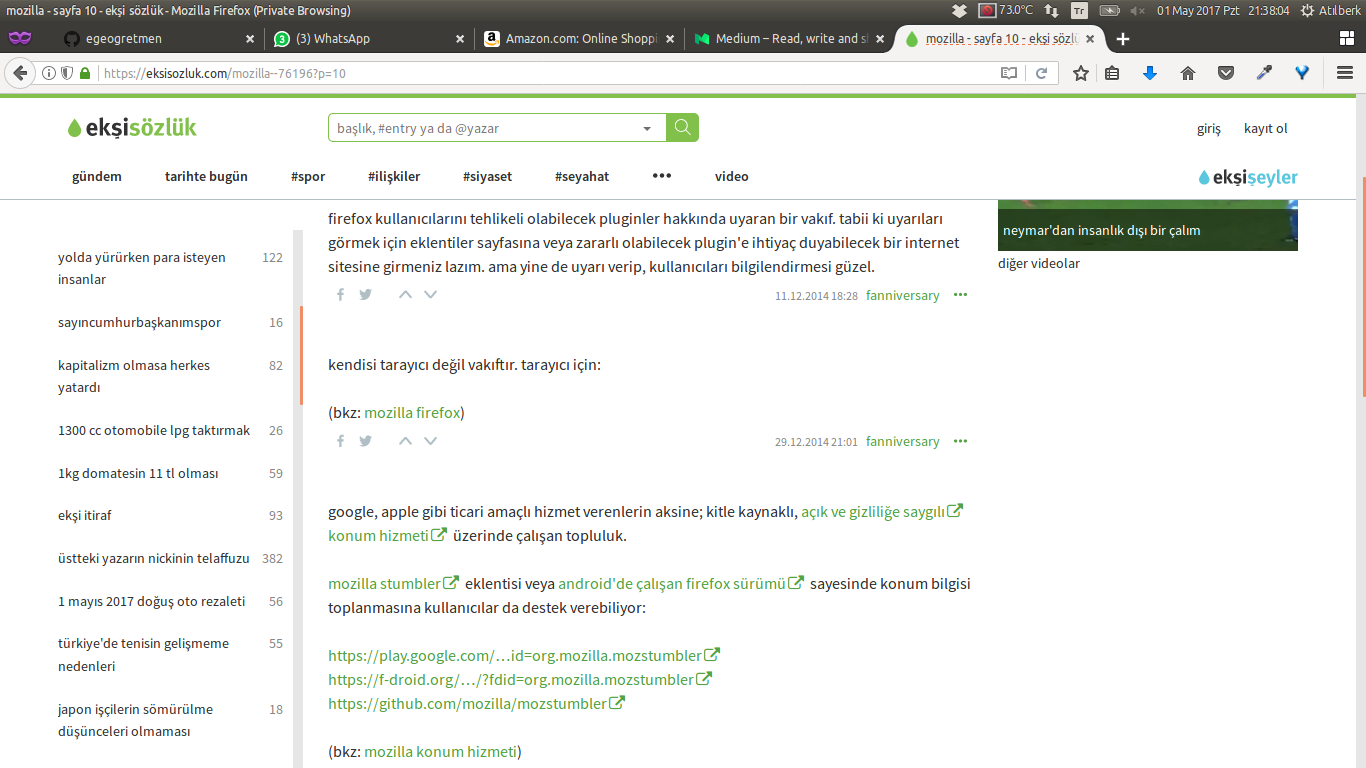 mozilla - sayfa 10 - ekşi sözlük - Mozilla Firefox (Private Browsing)
73.0°C
Tr
01 May 2017 Pzt 21:38:04
Atılberk
egeogretmen
(3) WhatsApp
Amazon.com: Online Shoppi
Medium – Read, write and sh
mozilla - sayfa 10 - ekşi sözlü
https://eksisozluk.com/mozilla--76196?p=10
ekşisözlük
başlık, #entry ya da @yazar
giriş
kayıt ol
gündem
tarihte bugün
#spor
#ilişkiler
#siyaset
#seyahat
•••
video
ekşişeyler
yolda yürürken para isteyen
insanlar
122
sayıncumhurbaşkanımspor
16
kapitalizm olmasa herkes
yatardı
82
1300 cc otomobile lpg taktırmak
26
1kg domatesin 11 tl olması
59
ekşi itiraf
93
üstteki yazarın nickinin telaffuzu
382
1 mayıs 2017 doğuş oto rezaleti
56
türkiye'de tenisin gelişmeme
nedenleri
55
japon işçilerin sömürülme
düşünceleri olmaması
18
firefox kullanıcılarını tehlikeli olabilecek pluginler hakkında uyaran bir vakıf. tabii ki uyarıları
görmek için eklentiler sayfasına veya zararlı olabilecek plugin'e ihtiyaç duyabilecek bir internet
sitesine girmeniz lazım. ama yine de uyarı verip, kullanıcıları bilgilendirmesi güzel.
11.12.2014 18:28 fanniversary •••
kendisi tarayıcı değil vakıftır. tarayıcı için:
(bkz: mozilla firefox)
29.12.2014 21:01 fanniversary •••
google, apple gibi ticari amaçlı hizmet verenlerin aksine; kitle kaynaklı, açık ve gizliliğe saygılı
konum hizmeti üzerinde çalışan topluluk.
mozilla stumbler eklentisi veya android'de çalışan firefox sürümü sayesinde konum bilgisi
toplanmasına kullanıcılar da destek verebiliyor:
https://play.google.com/…id=org.mozilla.mozstumbler
https://f-droid.org/…/?fdid=org.mozilla.mozstumbler
https://github.com/mozilla/mozstumbler
(bkz: mozilla konum hizmeti)
neymar'dan insanlık dışı bir çalım
diğer videolar